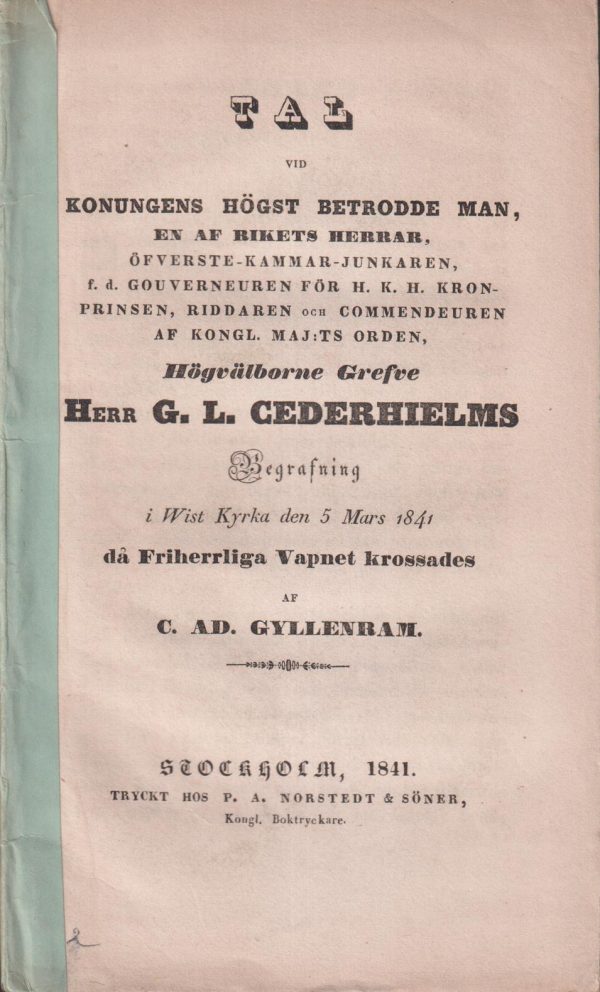 TAL
VID
KONUNGENS HÖGST BETRODDE MAN,
EN AF RIKETS HERRAR,
ÖFVERSTE-KAMMAR-JUNKAREN,
f. d. GOUVERNEUREN FÖR H. K. H. KRON-
PRINSEN, RIDDAREN OCH COMMENDEUREN
AF KONGL. MAJ:TS ORDEN,
Högvälborne Grefve
HERR G. L. CEDERHIELMS
Begrafning
i Wist Kyrka den 5 Mars 1841
då Friherrliga Vapnet krossades
AF
C. AD. GYLLENRAM.
STOCKHOLM, 1841.
TRYCKT HOS P. A. NORSTEDT & SÖNER,
Kongl. Boktryckare.
2